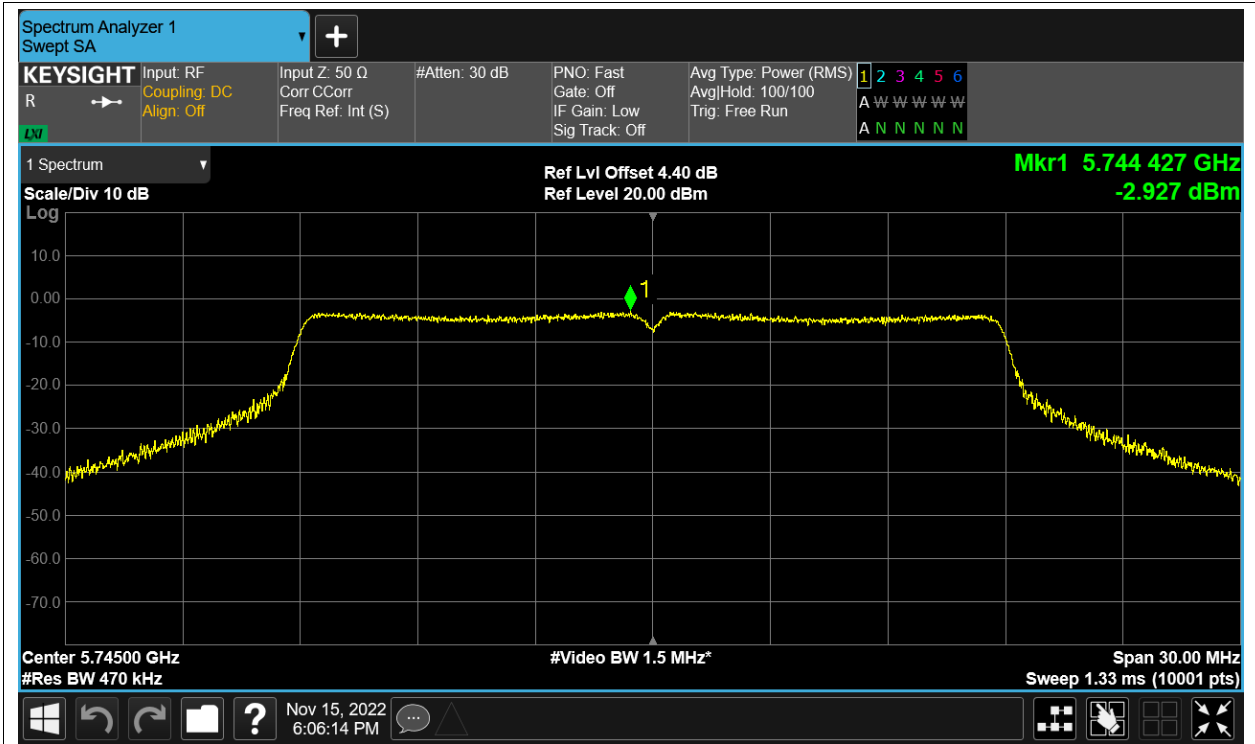 Spectrum Analyzer 1
Swept SA
KEYSIGHT
R
LXI
Input: RF
Coupling: DC
Align: Off
Input Z: 50 Ω
Corr CCorr
Freq Ref: Int (S)
#Atten: 30 dB
PNO: Fast
Gate: Off
IF Gain: Low
Sig Track: Off
Avg Type: Power (RMS)
Avg|Hold: 100/100
Trig: Free Run
1 2 3 4 5 6
A W W W W W
A N N N N N
1 Spectrum
Scale/Div 10 dB
Log
Ref Lvl Offset 4.40 dB
Ref Level 20.00 dBm
Mkr1 5.744 427 GHz
-2.927 dBm
10.0
0.00
1
-10.0
-20.0
-30.0
-40.0
-50.0
-60.0
-70.0
Center 5.74500 GHz
#Video BW 1.5 MHz*
Span 30.00 MHz
#Res BW 470 kHz
Sweep 1.33 ms (10001 pts)
?
Nov 15, 2022
6:06:14 PM